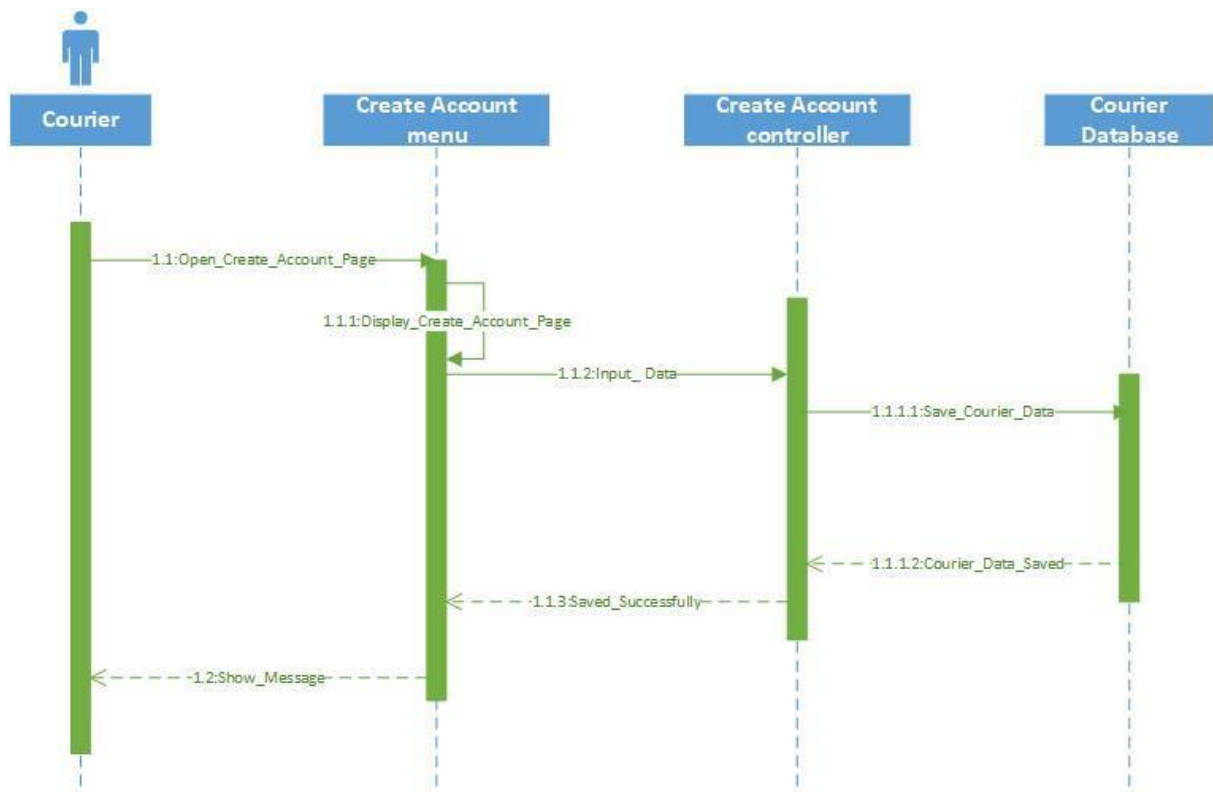 Courier
Create Account
menu
Create Account
controller
Courier
Database
1.1:Open_Create_Account_Page
1.1.1:Display_Create_Account_Page
1.1.2:Input_ Data
1.1.1.1:Save_Courier_Data
1.1.1.2:Courier_Data_Saved
1.1.3:Saved_Successfully
1.2:Show_Message